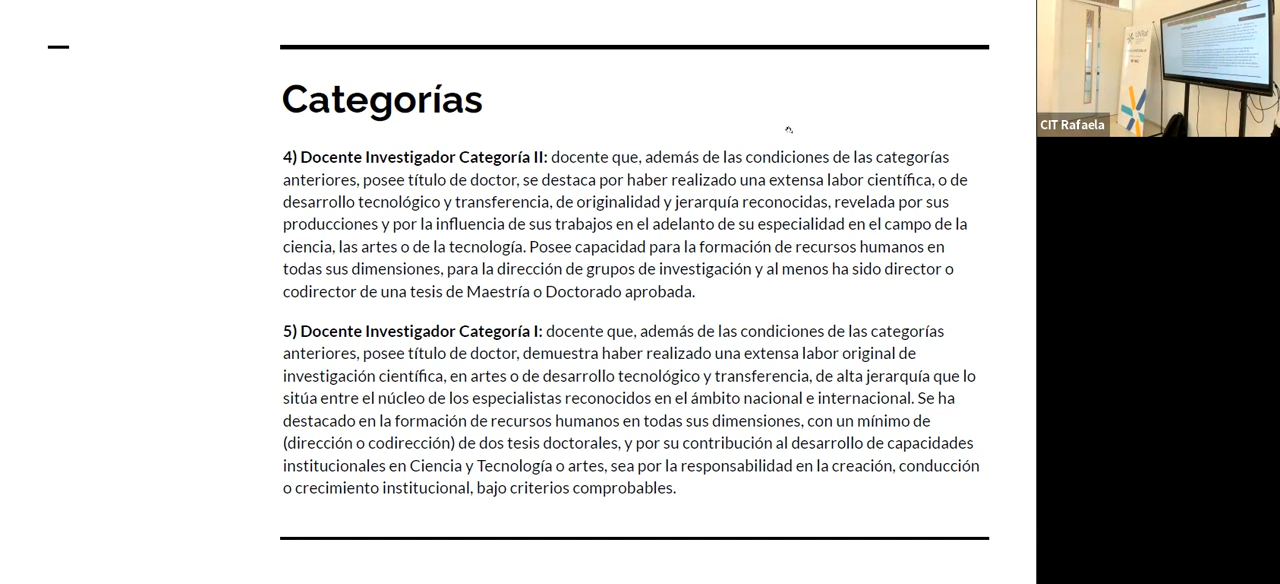 Categorías
4) Docente Investigador Categoría II: docente que, además de las condiciones de las categorías
anteriores, posee título de doctor, se destaca por haber realizado una extensa labor científica, o de
desarrollo tecnológico y transferencia, de originalidad y jerarquía reconocidas, revelada por sus
producciones y por la influencia de sus trabajos en el adelanto de su especialidad en el campo de la
ciencia, las artes o de la tecnología. Posee capacidad para la formación de recursos humanos en
todas sus dimensiones, para la dirección de grupos de investigación y al menos ha sido director o
codirector de una tesis de Maestría o Doctorado aprobada.
5) Docente Investigador Categoría I: docente que, además de las condiciones de las categorías
anteriores, posee título de doctor, demuestra haber realizado una extensa labor original de
investigación científica, en artes o de desarrollo tecnológico y transferencia, de alta jerarquía que lo
sitúa entre el núcleo de los especialistas reconocidos en el ámbito nacional e internacional. Se ha
destacado en la formación de recursos humanos en todas sus dimensiones, con un mínimo de
(dirección o codirección) de dos tesis doctorales, y por su contribución al desarrollo de capacidades
institucionales en Ciencia y Tecnología o artes, sea por la responsabilidad en la creación, conducción
o crecimiento institucional, bajo criterios comprobables.
CIT Rafaela